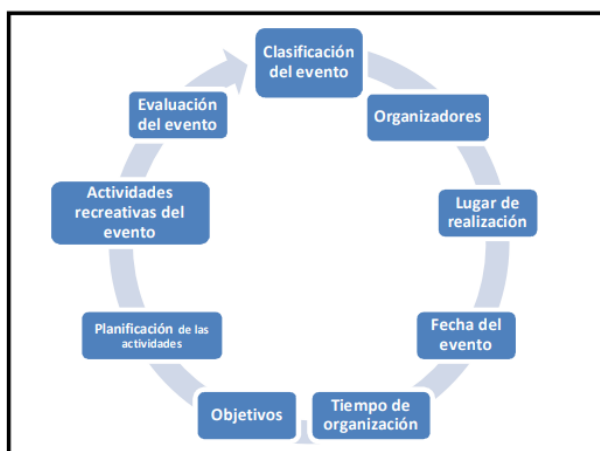 Clasificación
del evento
Organizadores
Lugar de
realización
Fecha del
evento
Tiempo de
organización
Objetivos
Planificación de las
actividades
Actividades
recreativas del
evento
Evaluación
del evento